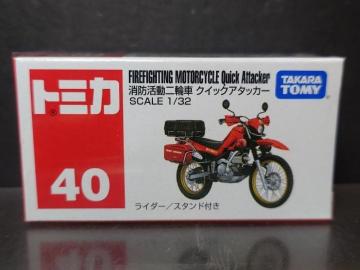 トミカ
40
FIREFIGHTING MOTORCYCLE Quick Attacker
消防活動二輪車 クイックアタッカー
SCALE 1/32
TAKARA
TOMY
ライダー/スタンド付き